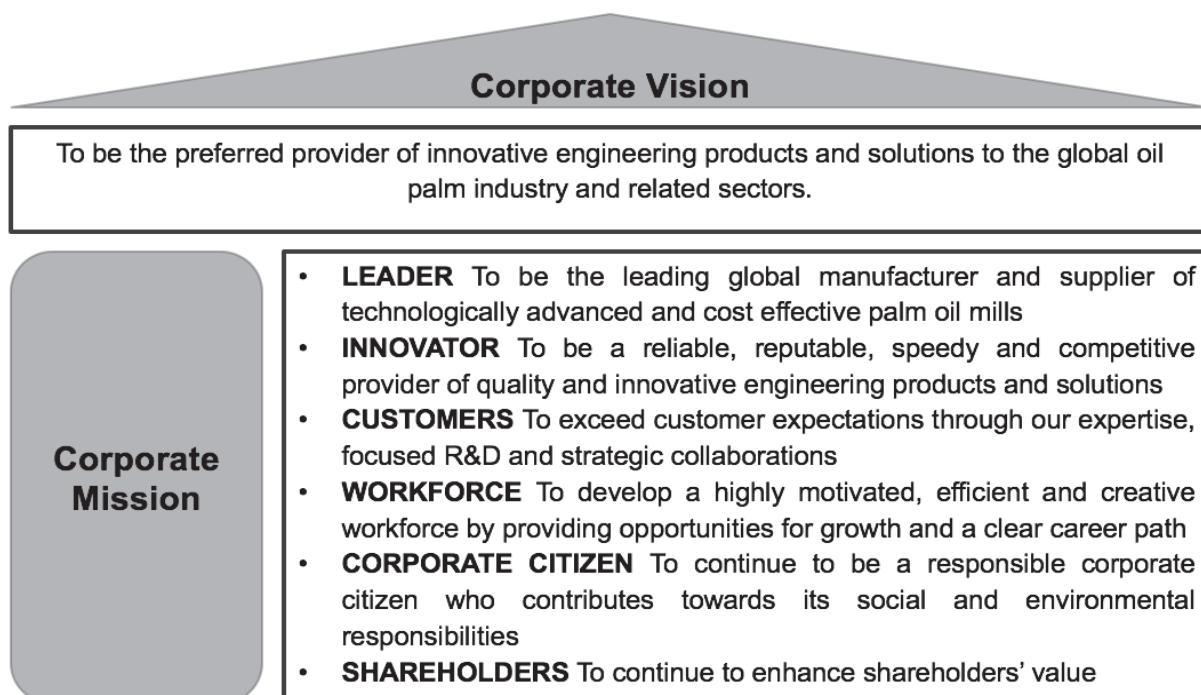 Corporate Vision
To be the preferred provider of innovative engineering products and solutions to the global oil
palm industry and related sectors.
Corporate
Mission
• LEADER To be the leading global manufacturer and supplier of
technologically advanced and cost effective palm oil mills
• INNOVATOR To be a reliable, reputable, speedy and competitive
provider of quality and innovative engineering products and solutions
• CUSTOMERS To exceed customer expectations through our expertise,
focused R&D and strategic collaborations
• WORKFORCE To develop a highly motivated, efficient and creative
workforce by providing opportunities for growth and a clear career path
• CORPORATE CITIZEN To continue to be a responsible corporate
citizen who contributes towards its social and environmental
responsibilities
• SHAREHOLDERS To continue to enhance shareholders’ value